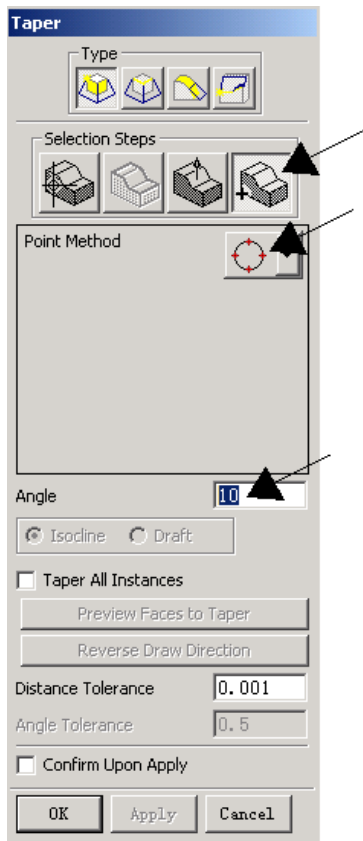 Taper
Type
Selection Steps
Point Method
Angle 10
Isocline Draft
Taper All Instances
Preview Faces to Taper
Reverse Draw Direction
Distance Tolerance 0.001
Angle Tolerance 0.5
Confirm Upon Apply
OK Apply Cancel